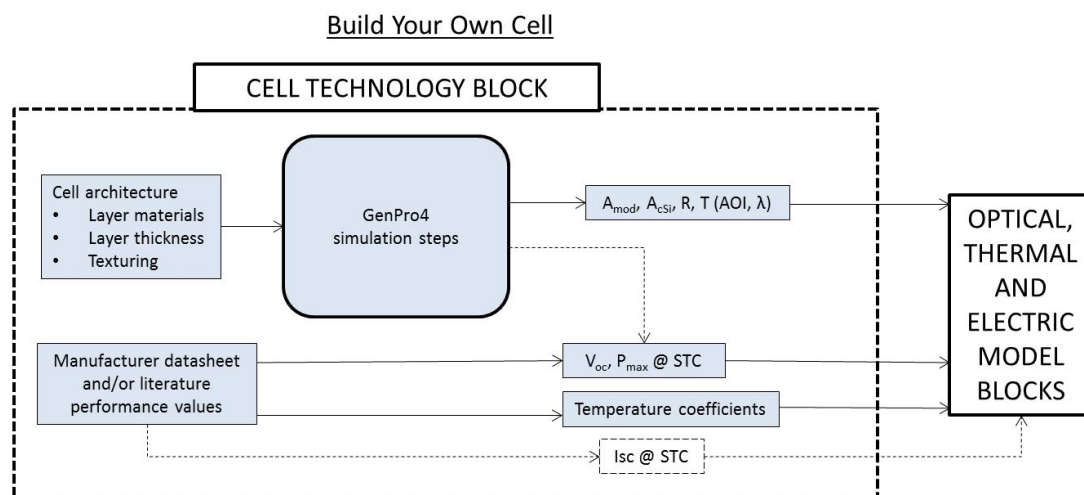 Build Your Own Cell
CELL TECHNOLOGY BLOCK
Cell architecture
• Layer materials
• Layer thickness
• Texturing
GenPro4
simulation steps
Amod, AcSi, R, T (AOI, λ)
OPTICAL,
THERMAL
AND
ELECTRIC
MODEL
BLOCKS
Manufacturer datasheet
and/or literature
performance values
Voc, Pmax @ STC
Temperature coefficients
Isc @ STC